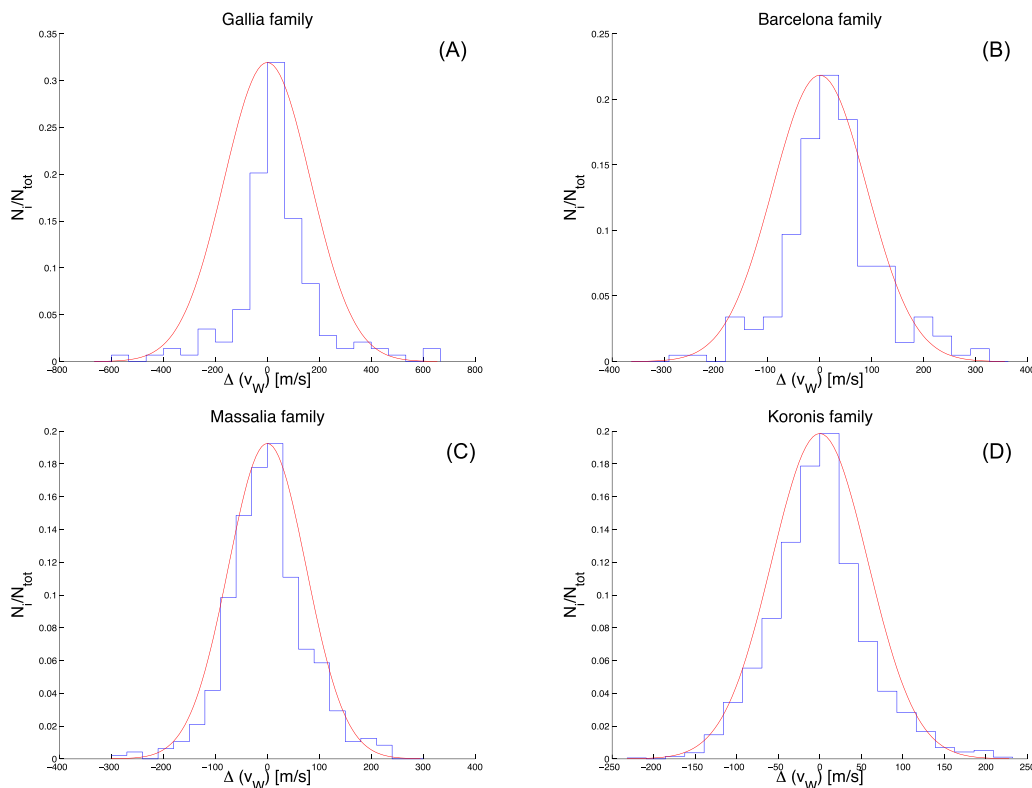 Gallia family
(A)
0.35
0.3
0.25
0.2
0.15
0.1
0.05
0
N_i/N_tot
−800 −600 −400 −200 0 200 400 600 800
Δ (v_W) [m/s]
Barcelona family
(B)
0.25
0.2
0.15
0.1
0.05
0
N_i/N_tot
−400 −300 −200 −100 0 100 200 300 400
Δ (v_W) [m/s]
Massalia family
(C)
0.2
0.18
0.16
0.14
0.12
0.1
0.08
0.06
0.04
0.02
0
N_i/N_tot
−400 −300 −200 −100 0 100 200 300 400
Δ (v_W) [m/s]
Koronis family
(D)
0.2
0.18
0.16
0.14
0.12
0.1
0.08
0.06
0.04
0.02
0
N_i/N_tot
−250 −200 −150 −100 −50 0 50 100 150 200 250
Δ (v_W) [m/s]